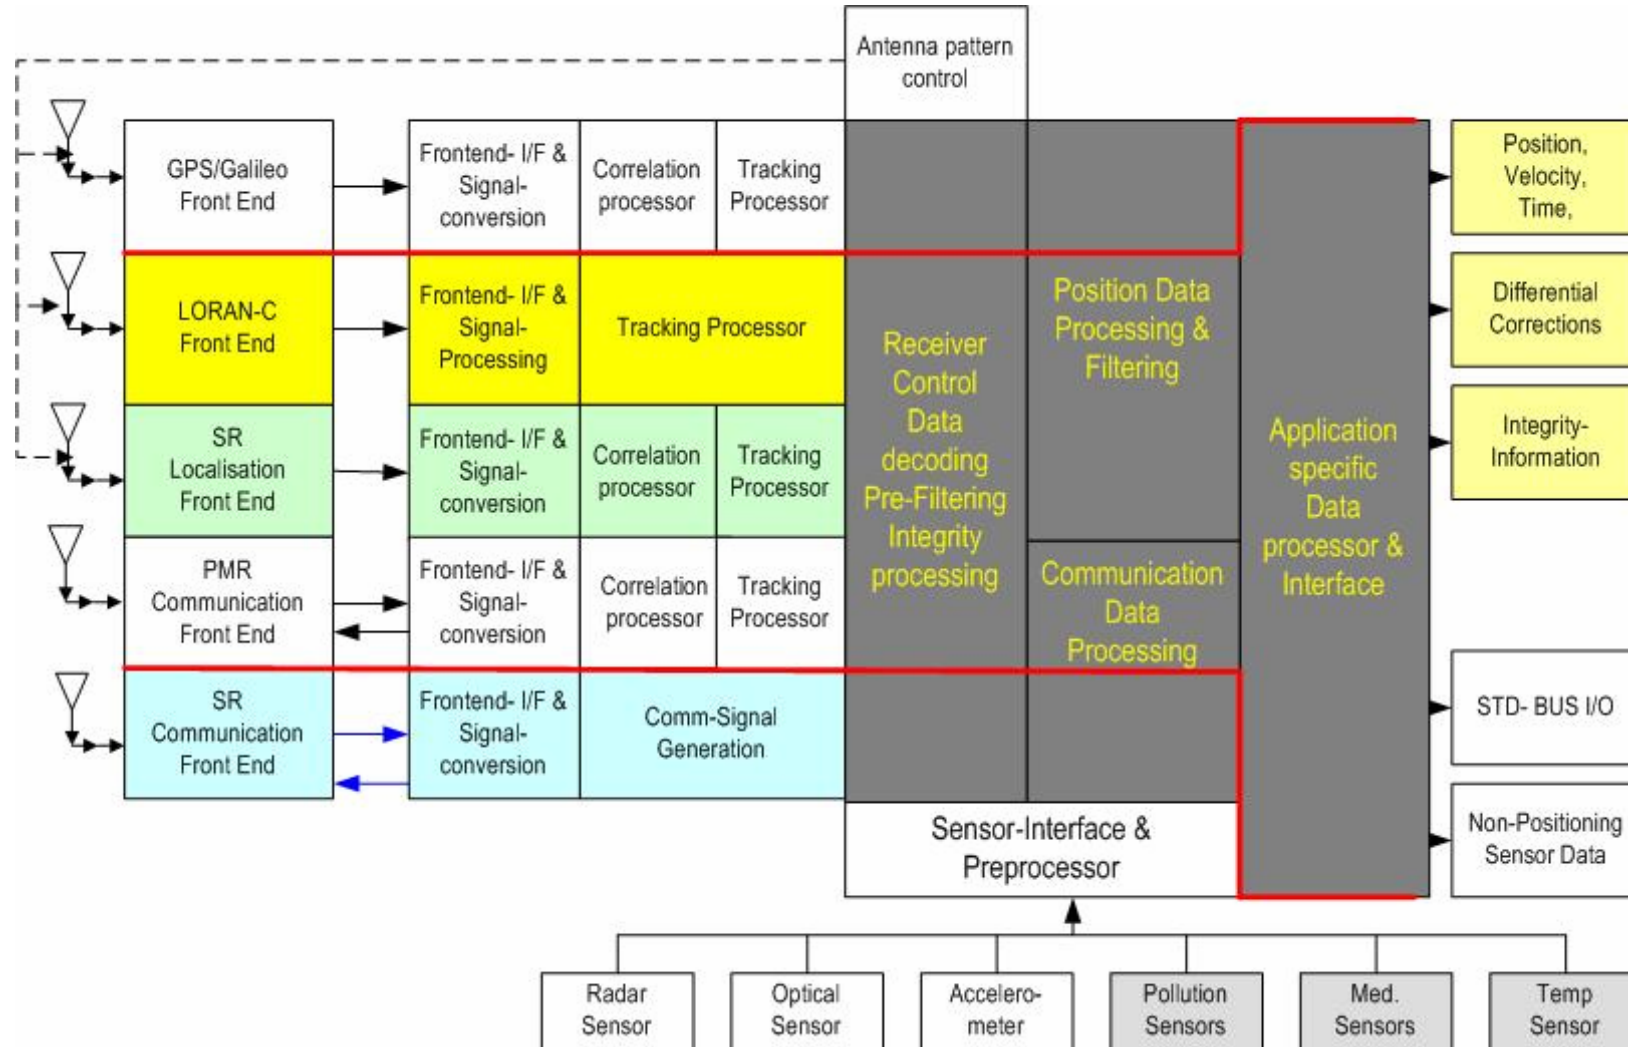 Antenna pattern
control
GPS/Galileo
Front End
Frontend- I/F &
Signal-
conversion
Correlation
processor
Tracking
Processor
LORAN-C
Front End
Frontend- I/F &
Signal-
Processing
Tracking Processor
SR
Localisation
Front End
Frontend- I/F &
Signal-
conversion
Correlation
processor
Tracking
Processor
PMR
Communication
Front End
Frontend- I/F &
Signal-
conversion
Correlation
processor
Tracking
Processor
SR
Communication
Front End
Frontend- I/F &
Signal-
conversion
Comm-Signal
Generation
Receiver
Control
Data
decoding
Pre-Filtering
Integrity
processing
Position Data
Processing &
Filtering
Communication
Data
Processing
Application
specific
Data
processor &
Interface
Position,
Velocity,
Time,
Differential
Corrections
Integrity-
Information
STD- BUS I/O
Non-Positioning
Sensor Data
Sensor-Interface &
Preprocessor
Radar
Sensor
Optical
Sensor
Accelero-
meter
Pollution
Sensors
Med.
Sensors
Temp
Sensor